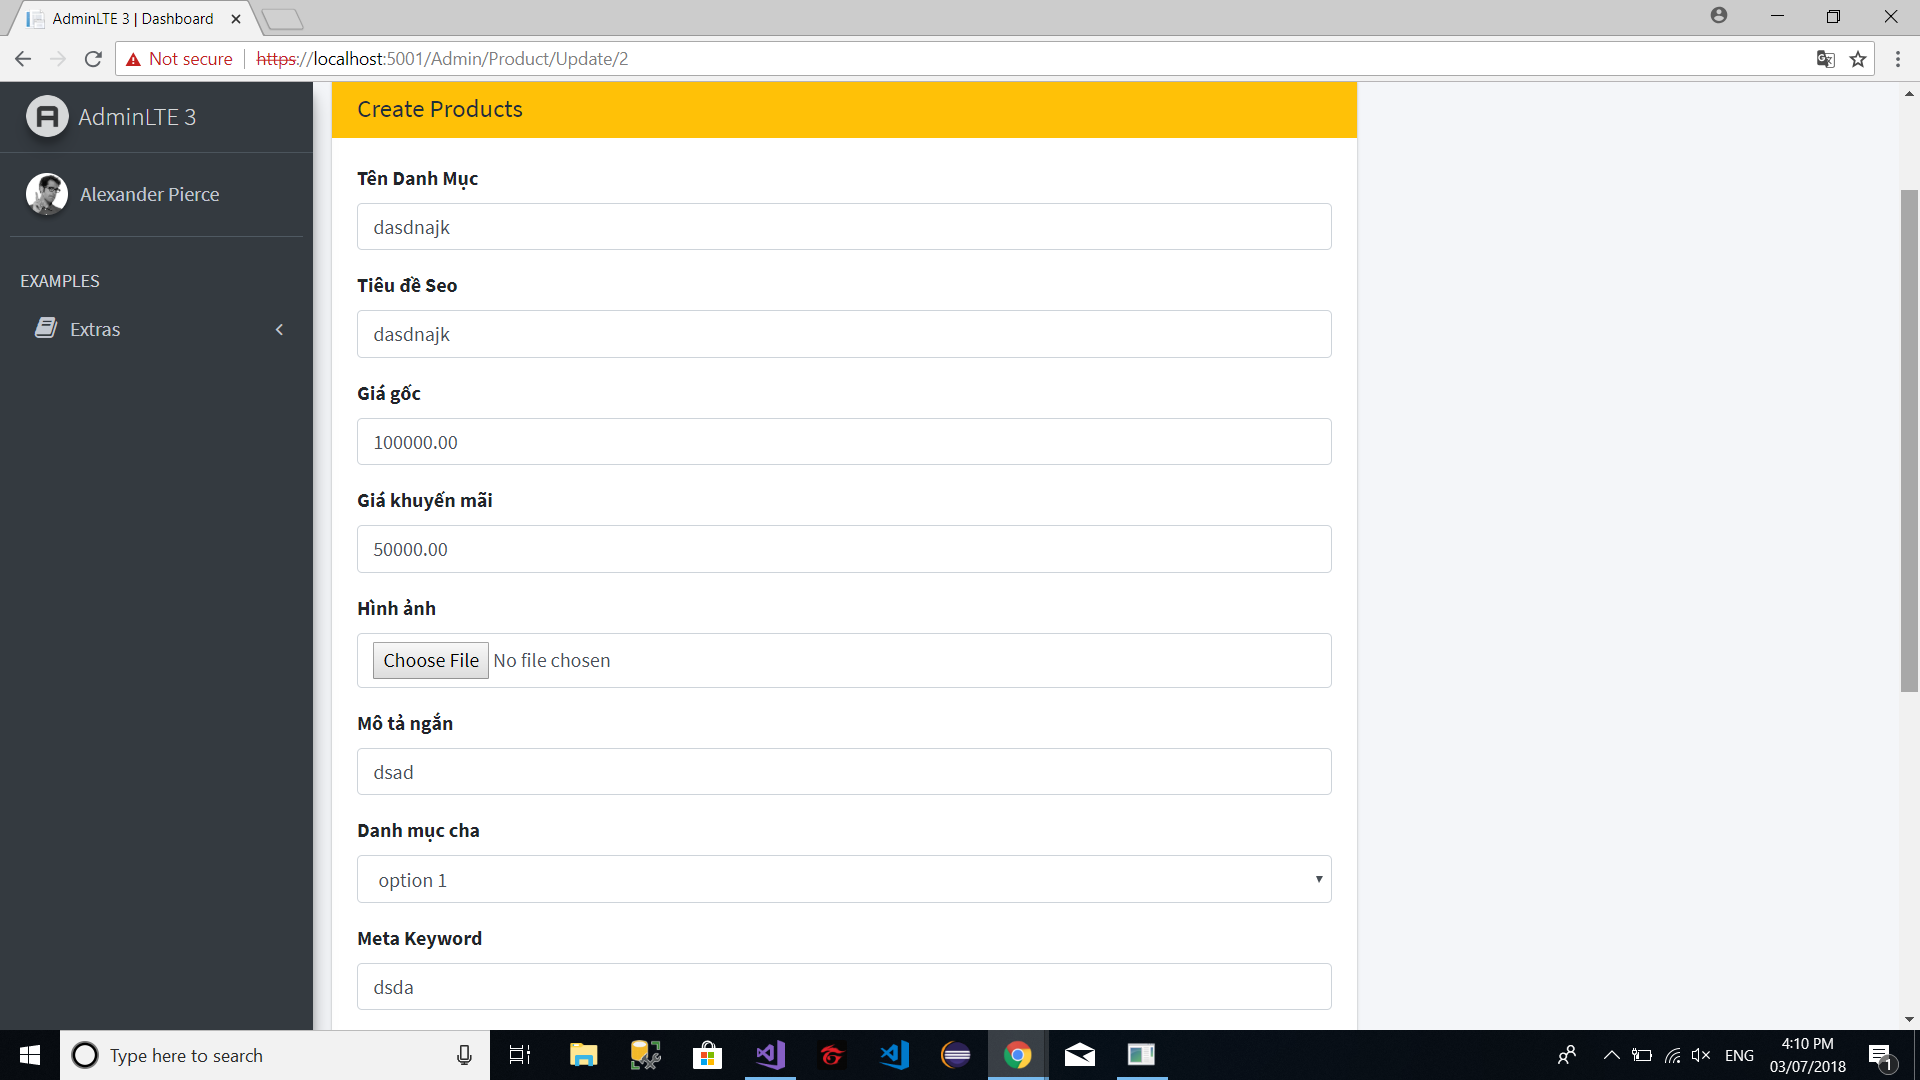 AdminLTE 3 | Dashboard
Not secure
https://localhost:5001/Admin/Product/Update/2
AdminLTE 3
Alexander Pierce
EXAMPLES
Extras
Create Products
Tên Danh Mục
dasdnajk
Tiêu đề Seo
dasdnajk
Giá gốc
100000.00
Giá khuyến mãi
50000.00
Hình ảnh
Choose File No file chosen
Mô tả ngắn
dsad
Danh mục cha
option 1
Meta Keyword
dsda
Type here to search
ENG
4:10 PM
03/07/2018
1